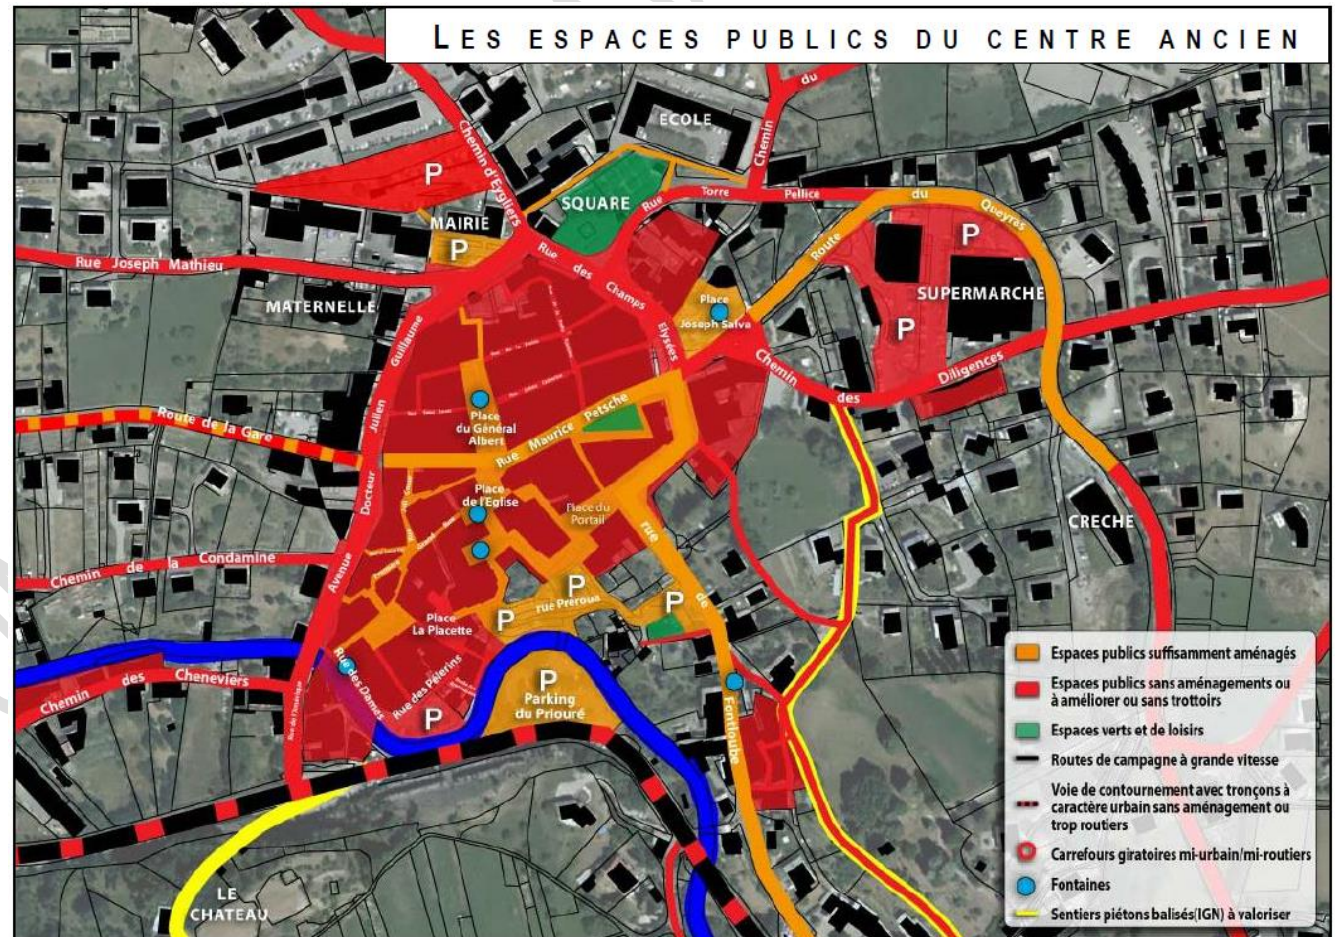 LES ESPACES PUBLICS DU CENTRE ANCIEN
ECOLE
Chemin du
Chemin d'Eygliers
P
SQUARE
Rue Torre Pellice
Route du Queyras
MAIRIE
P
P
Rue Joseph Mathieu
Rue des Champs Elysées
MATERNELLE
SUPERMARCHE
Place
Joseph Salva
P
Avenue Docteur Julien Guillaume
Chemin des Diligences
Route de la Gare
Place
du Général
Albert
Rue Maurice Petsche
Place
de l'Eglise
Place du
Portail
CRECHE
Chemin de la Condamine
rue de Fontloube
P
rue Préroua
P
P
Place
La Placette
Chemin des Cheneviers
Rue des Dames
Rue des Pélerins
P
P
Parking
du Priouré
LE
CHATEAU
Espaces publics suffisamment aménagés
Espaces publics sans aménagements ou
à améliorer ou sans trottoirs
Espaces verts et de loisirs
Routes de campagne à grande vitesse
Voie de contournement avec tronçons à
caractère urbain sans aménagement ou
trop routiers
Carrefours giratoires mi-urbain/mi-routiers
Fontaines
Sentiers piétons balisés(IGN) à valoriser